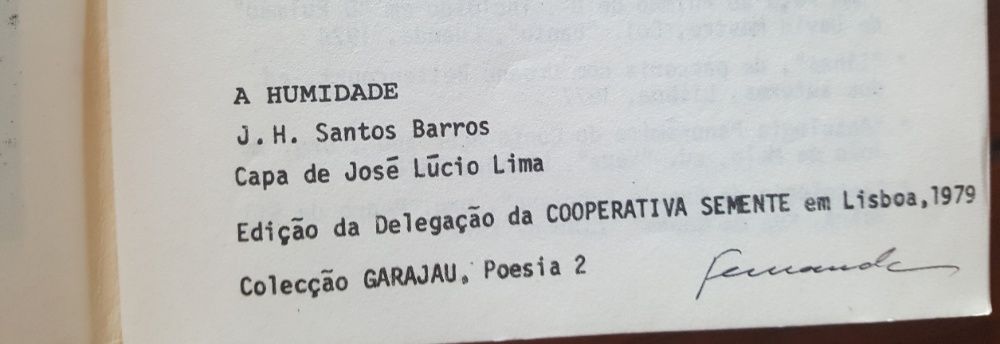 A HUMIDADE
J.H. Santos Barros
Capa de José Lúcio Lima
Edição da Delegação da COOPERATIVA SEMENTE em Lisboa,1979
Colecção GARAJAU. Poesia 2